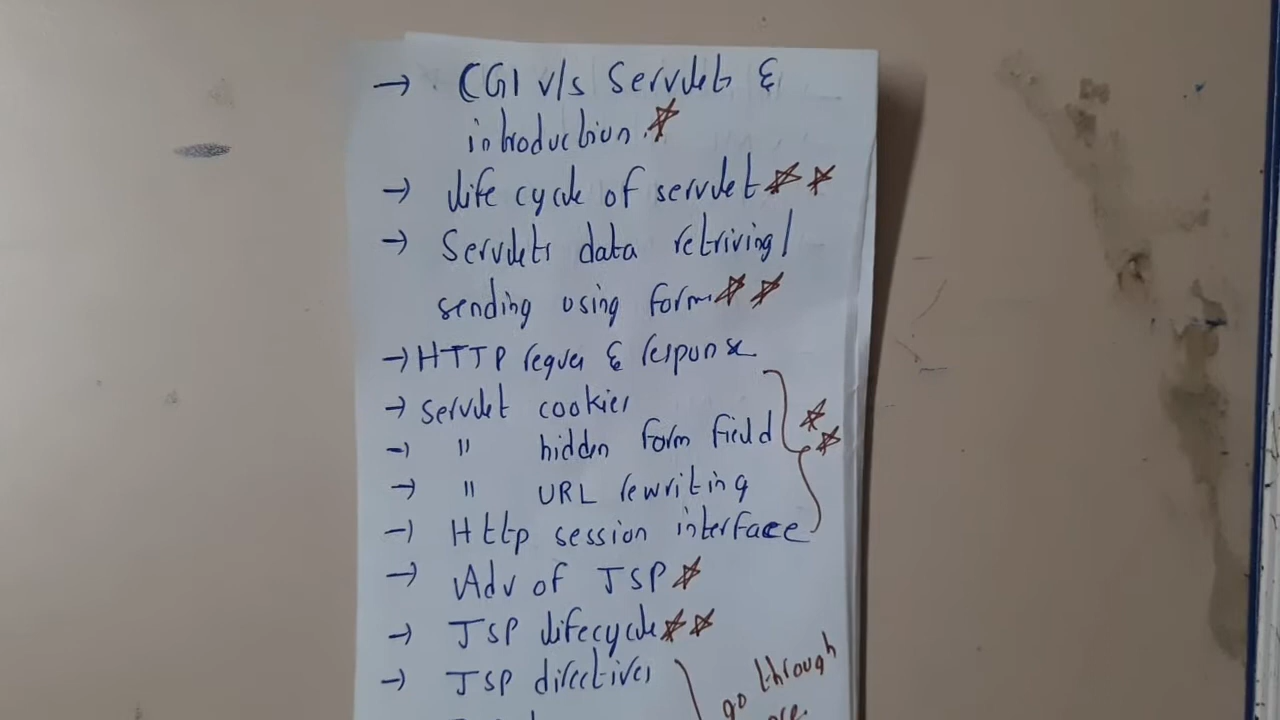 → CGI v/s Servlet &
introduction.
→ life cycle of servlet
→ Servlets data retriving/
sending using form
→ HTTP reques & response
→ servlet cookies
→ " hidden form field
→ " URL rewriting
→ Http session interface
→ Adv of JSP
→ JSP lifecycle
→ JSP directives
go through